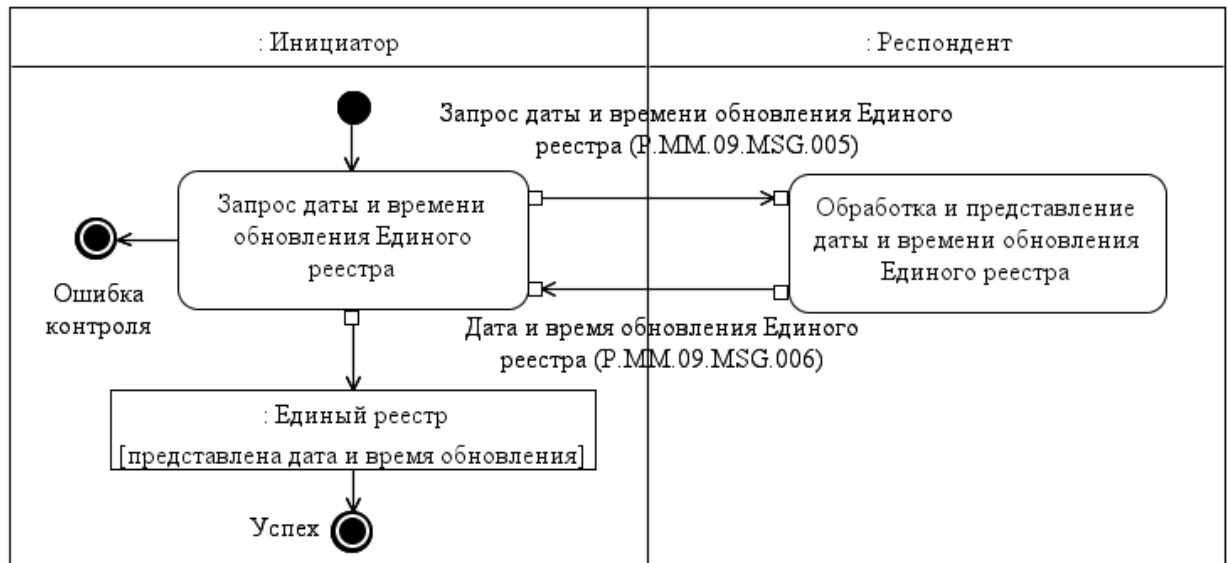 : Инициатор
: Респондент
Запрос даты и времени обновления Единого
реестра (P.MM.09.MSG.005)
Запрос даты и времени
обновления Единого
реестра
Обработка и представление
даты и времени обновления
Единого реестра
Ошибка
контроля
Дата и время обновления Единого
реестра (P.MM.09.MSG.006)
: Единый реестр
[представлена дата и время обновления]
Успех